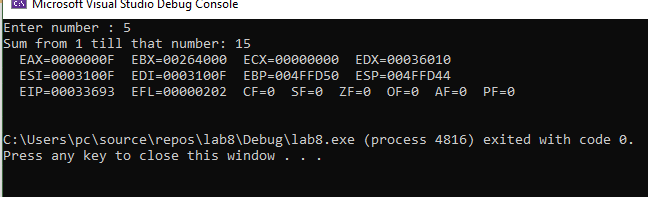 Microsoft Visual Studio Debug Console
Enter number : 5
Sum from 1 till that number: 15
EAX=0000000F EBX=00264000 ECX=00000000 EDX=00036010
ESI=0003100F EDI=0003100F EBP=004FFD50 ESP=004FFD44
EIP=00033693 EFL=00000202 CF=0 SF=0 ZF=0 OF=0 AF=0 PF=0
C:\Users\pc\source\repos\lab8\Debug\lab8.exe (process 4816) exited with code 0.
Press any key to close this window . . .